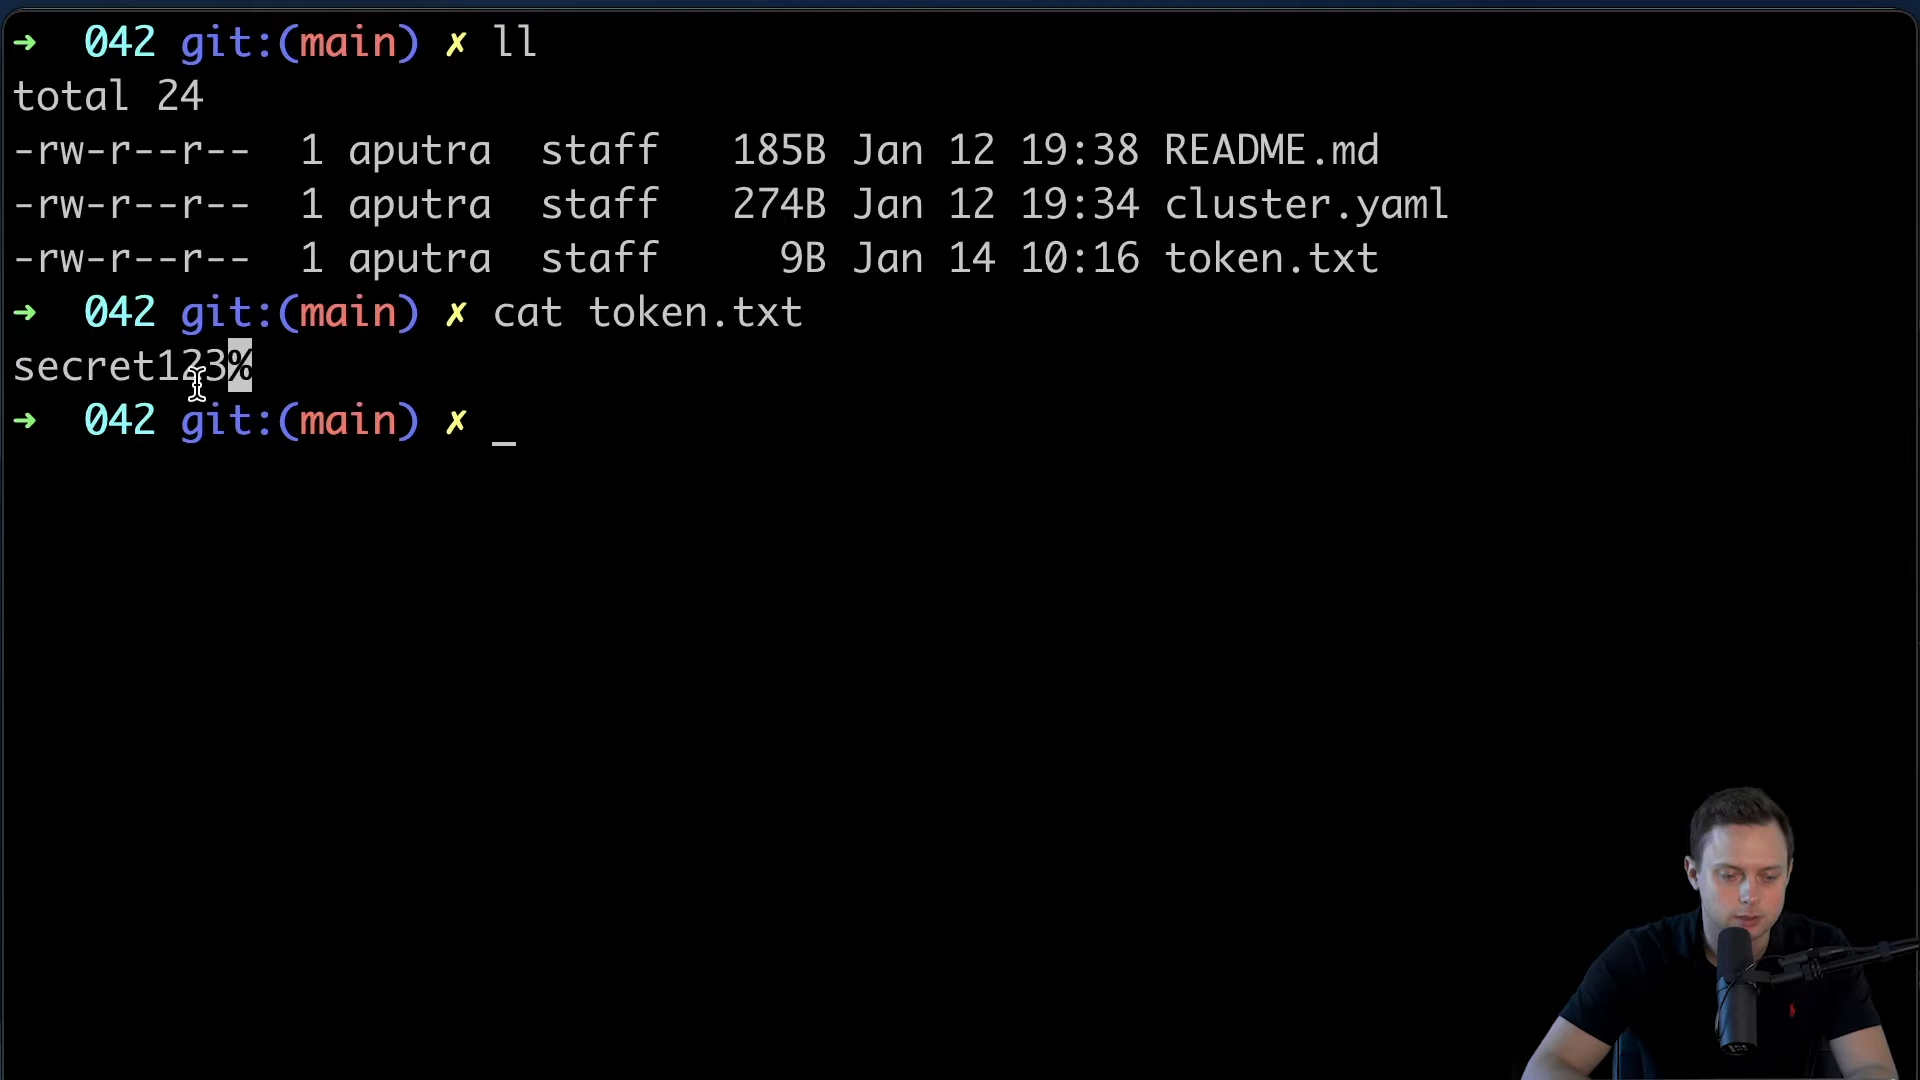 ➜  042 git:(main) ✗ ll
total 24
-rw-r--r--  1 aputra  staff   185B Jan 12 19:38 README.md
-rw-r--r--  1 aputra  staff   274B Jan 12 19:34 cluster.yaml
-rw-r--r--  1 aputra  staff     9B Jan 14 10:16 token.txt
➜  042 git:(main) ✗ cat token.txt
secret123%
➜  042 git:(main) ✗ _